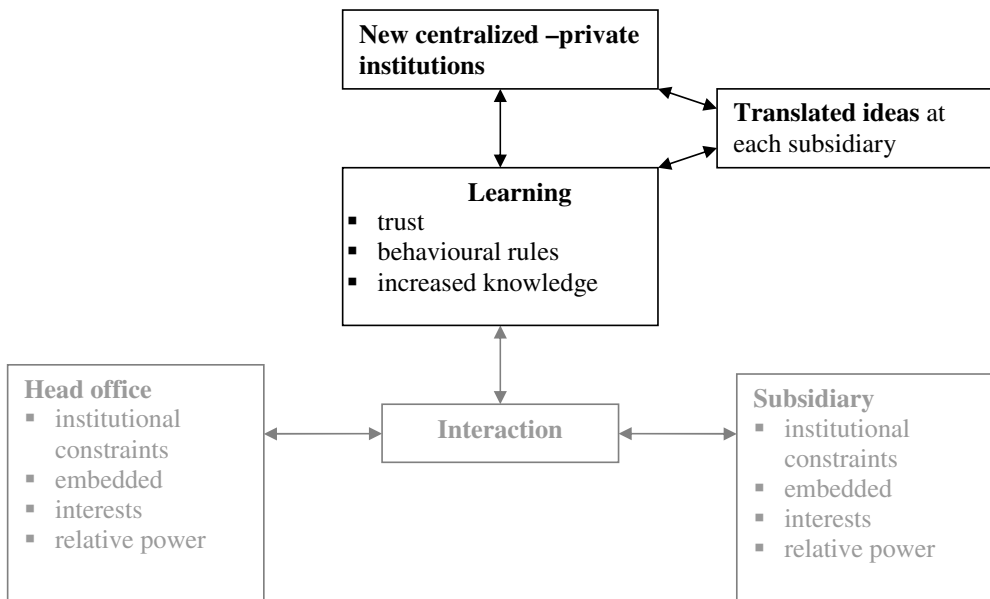 New centralized –private
institutions
Translated ideas at
each subsidiary
Learning
▪ trust
▪ behavioural rules
▪ increased knowledge
Head office
▪ institutional
constraints
▪ embedded
▪ interests
▪ relative power
Interaction
Subsidiary
▪ institutional
constraints
▪ embedded
▪ interests
▪ relative power